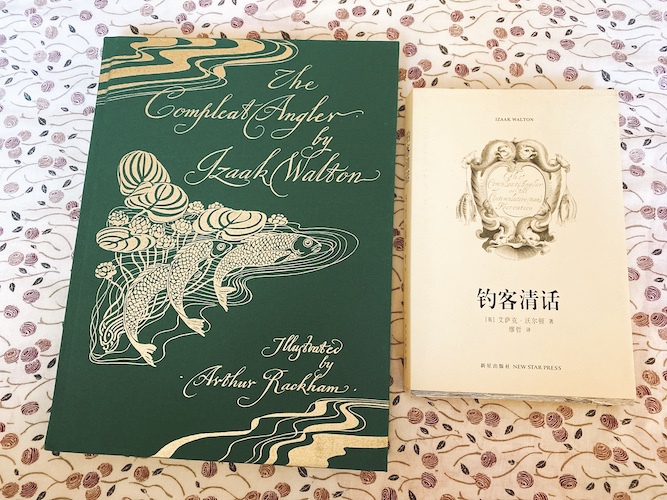 The
Compleat Angler
by
Izaak Walton
Illustrated
by
Arthur Rackham
IZAAK WALTON
钓客清话
[英] 艾萨克·沃尔顿 著
缪哲 译
新星出版社 NEW STAR PRESS